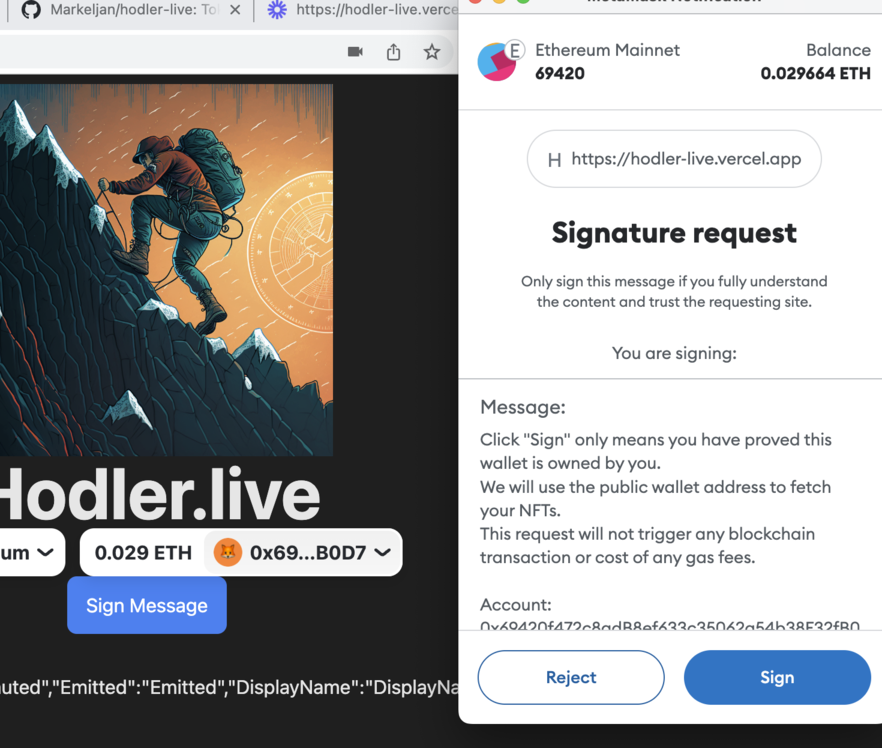 Markeljan/hodler-live: To
https://hodler-live.verce
MetaMask Notification
E
Ethereum Mainnet
69420
Balance
0.029664 ETH
H https://hodler-live.vercel.app
Signature request
Only sign this message if you fully understand
the content and trust the requesting site.
You are signing:
Message:
Click "Sign" only means you have proved this
wallet is owned by you.
We will use the public wallet address to fetch
your NFTs.
This request will not trigger any blockchain
transaction or cost of any gas fees.
Account:
0x69420f472c8adB8ef633c35062a54b38F32fB0
Reject
Sign
Hodler.live
um
0.029 ETH
0x69...B0D7
Sign Message
uted","Emitted":"Emitted","DisplayName":"DisplayNa